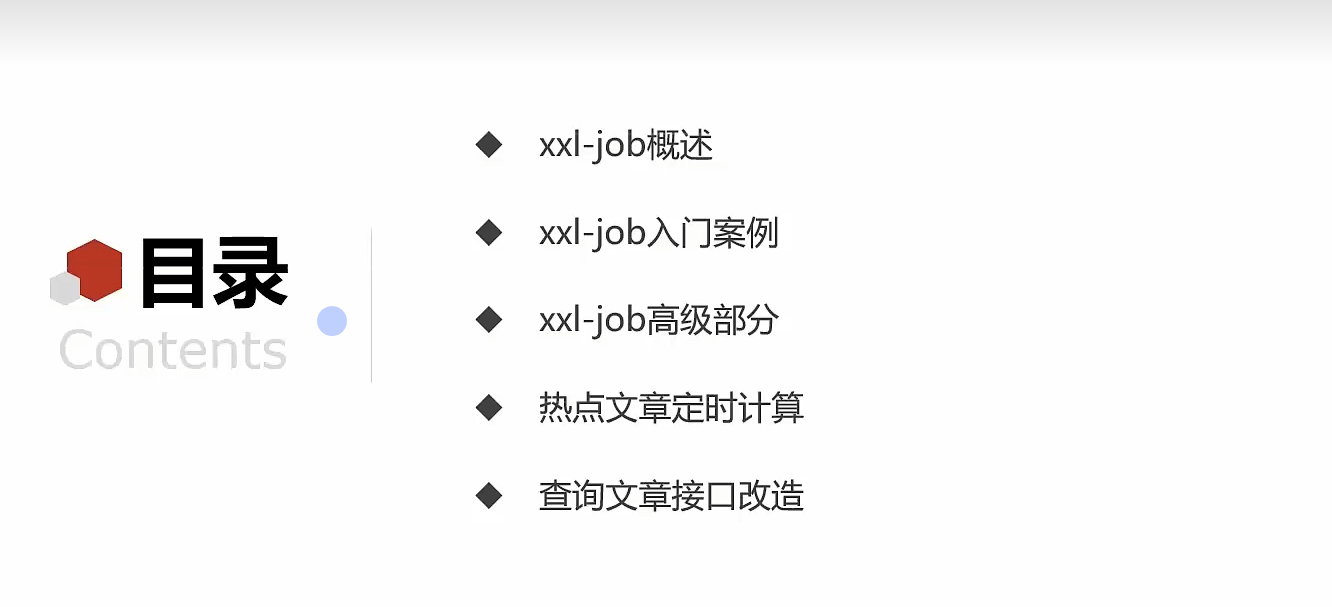 目录
Contents
xxl-job概述
xxl-job入门案例
xxl-job高级部分
热点文章定时计算
查询文章接口改造